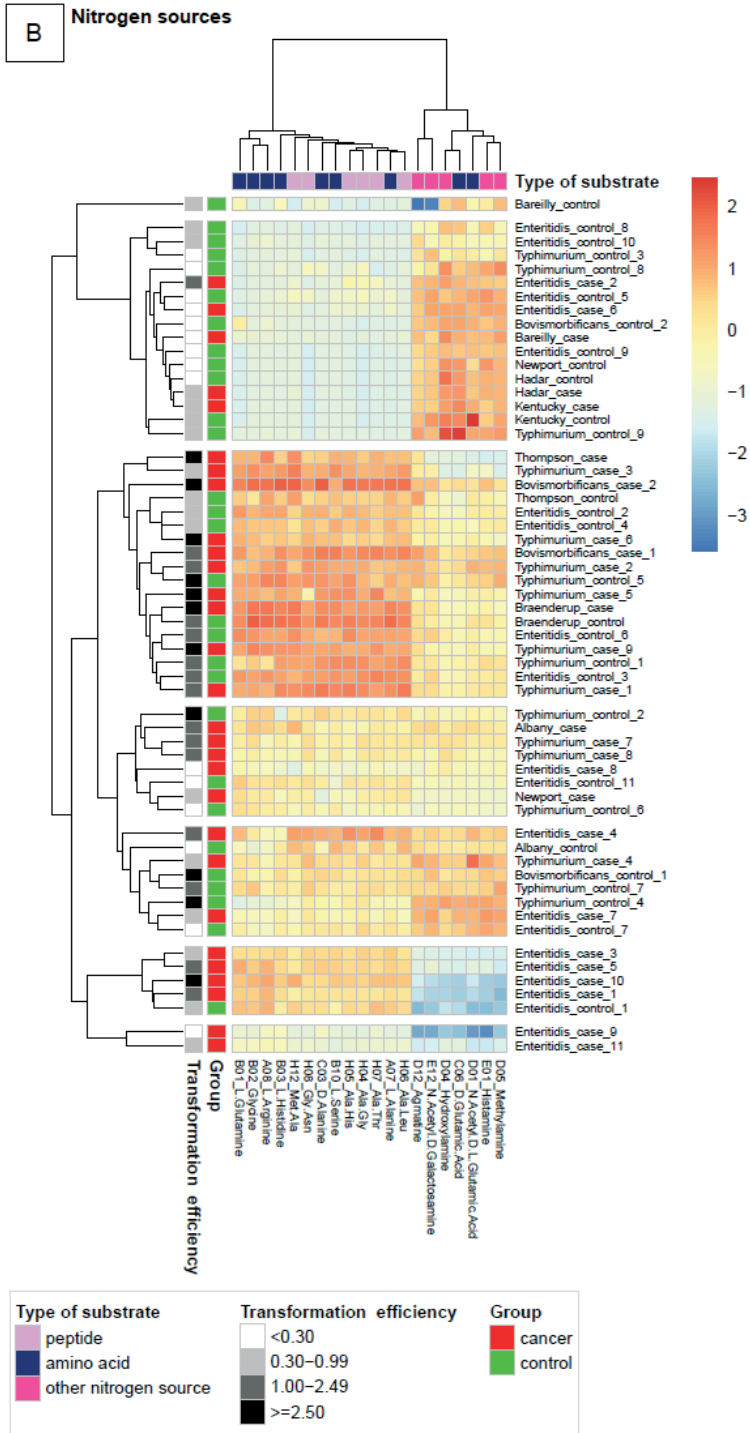 B
Nitrogen sources
Type of substrate
Bareilly_control
Enteritidis_control_8
Enteritidis_control_10
Typhimurium_control_3
Typhimurium_control_8
Enteritidis_case_2
Enteritidis_control_5
Enteritidis_case_6
Bovismorbificans_control_2
Bareilly_case
Enteritidis_control_9
Newport_control
Hadar_control
Hadar_case
Kentucky_case
Kentucky_control
Typhimurium_control_9
Thompson_case
Typhimurium_case_3
Bovismorbificans_case_2
Thompson_control
Enteritidis_control_2
Enteritidis_control_4
Typhimurium_case_6
Bovismorbificans_case_1
Typhimurium_case_2
Typhimurium_control_5
Typhimurium_case_5
Braenderup_case
Braenderup_control
Enteritidis_control_6
Typhimurium_case_9
Typhimurium_control_1
Enteritidis_control_3
Typhimurium_case_1
Typhimurium_control_2
Albany_case
Typhimurium_case_7
Typhimurium_case_8
Enteritidis_case_8
Enteritidis_control_11
Newport_case
Typhimurium_control_6
Enteritidis_case_4
Albany_control
Typhimurium_case_4
Bovismorbificans_control_1
Typhimurium_control_7
Typhimurium_control_4
Enteritidis_case_7
Enteritidis_control_7
Enteritidis_case_3
Enteritidis_case_5
Enteritidis_case_10
Enteritidis_case_1
Enteritidis_control_1
Enteritidis_case_9
Enteritidis_case_11
2
1
0
−1
−2
−3
Transformation efficiency
Group
B01_L.Glutamine
B02_Glycine
A08_L.Arginine
B03_L.Histidine
H12_Met.Ala
H08_Gly.Asn
C03_D.Alanine
B10_L.Serine
H05_Ala.His
H04_Ala.Gly
H07_Ala.Thr
A07_L.Alanine
H06_Ala.Leu
D12_Agmatine
E12_N.Acetyl.D.Galactosamine
D04_Hydroxylamine
C06_D.Glutamic.Acid
D01_N.Acetyl.D.L.Glutamic.Acid
E01_Histamine
D05_Methylamine
Type of substrate
peptide
amino acid
other nitrogen source
Transformation efficiency
<0.30
0.30−0.99
1.00−2.49
>=2.50
Group
cancer
control